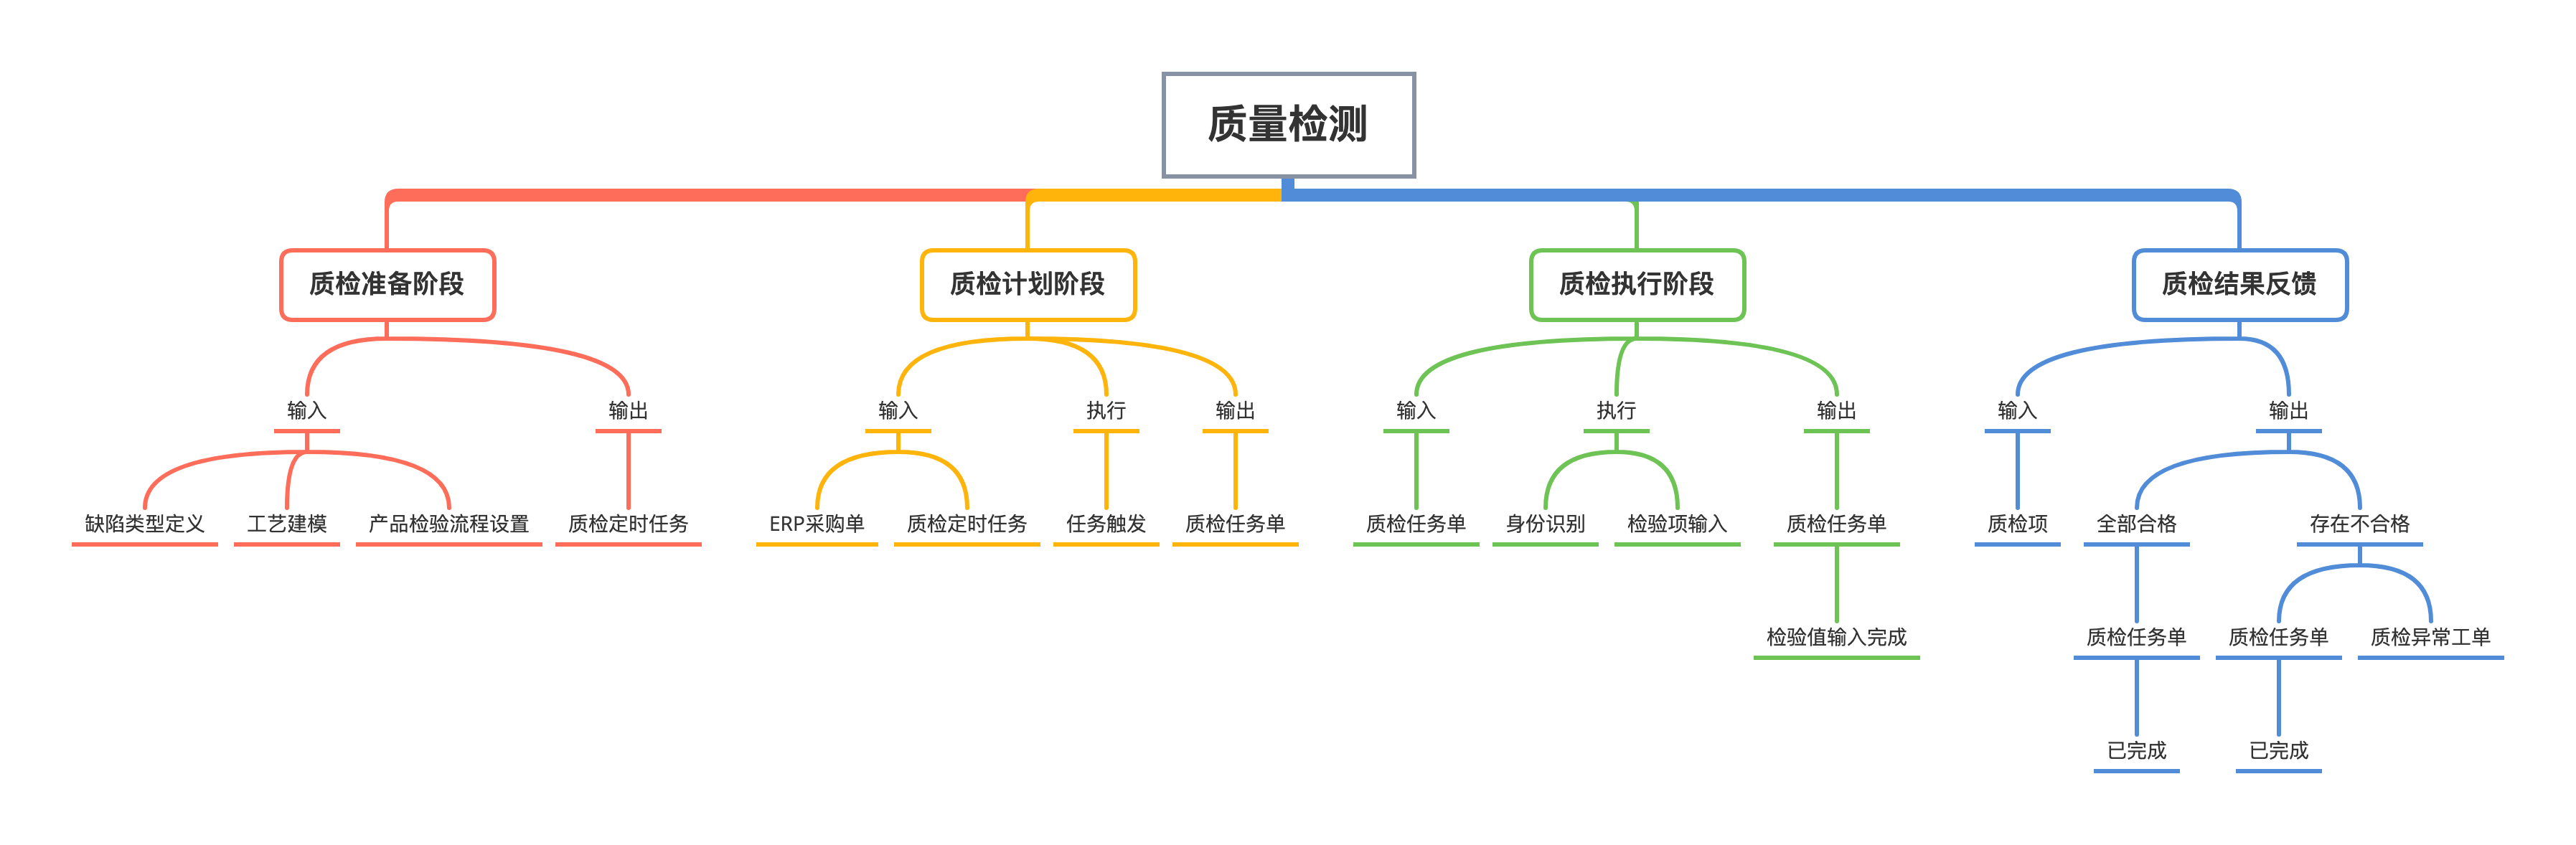 质量检测
质检准备阶段
质检计划阶段
质检执行阶段
质检结果反馈
输入
输出
输入
执行
输出
输入
执行
输出
输入
输出
缺陷类型定义
工艺建模
产品检验流程设置
质检定时任务
ERP采购单
质检定时任务
任务触发
质检任务单
质检任务单
身份识别
检验项输入
质检任务单
质检项
全部合格
存在不合格
检验值输入完成
质检任务单
质检任务单
质检异常工单
已完成
已完成